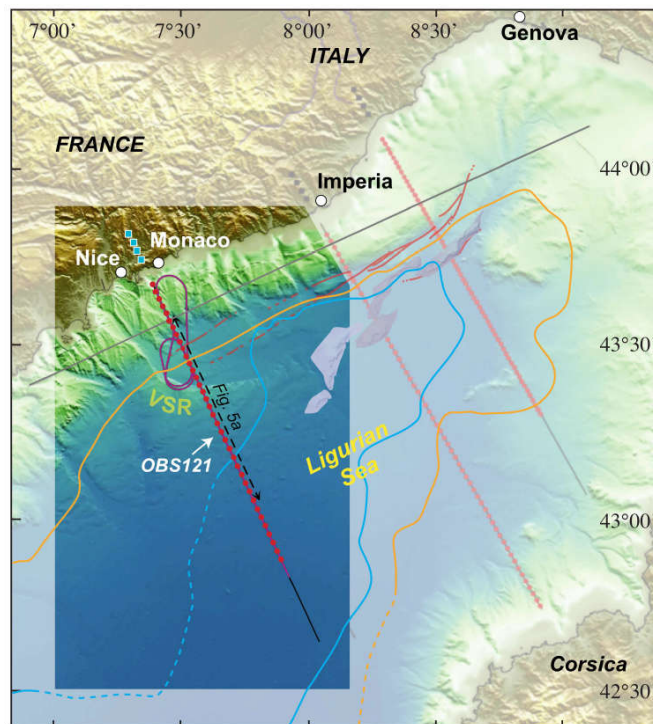 7°00'
7°30'
8°00'
8°30'
Genova
ITALY
FRANCE
44°00
Imperia
Monaco
Nice
43°30'
VSR
Fig. 5a
Ligurian
Sea
OBS121
43°00
Corsica
42°30'